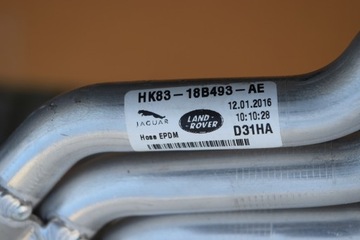 HK83-18B493-AE
12.01.2016
JAGUAR
LAND-
ROVER
10:10:28
Hose EPDM
D31HA